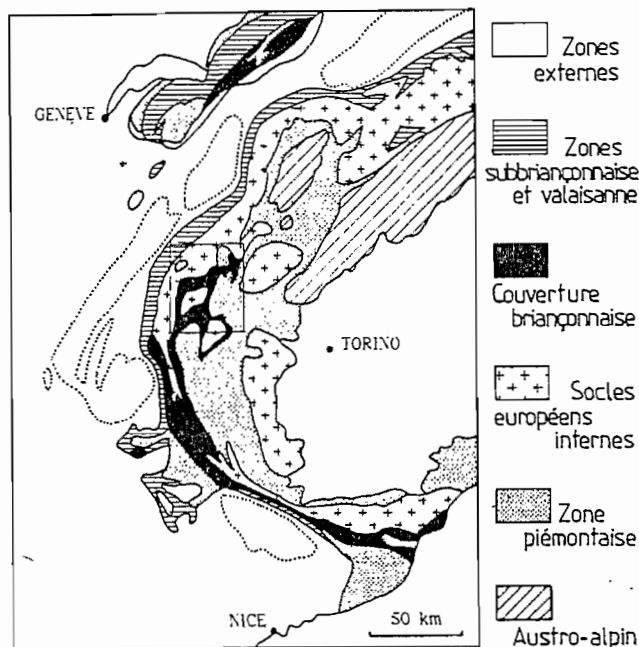 GENÈVE
TORINO
NICE
50 km
Zones
externes
Zones
subbriançonnaise
et valaisanne
Couverture
briançonnaise
Socles
européens
internes
Zone
piémontaise
Austro-alpin